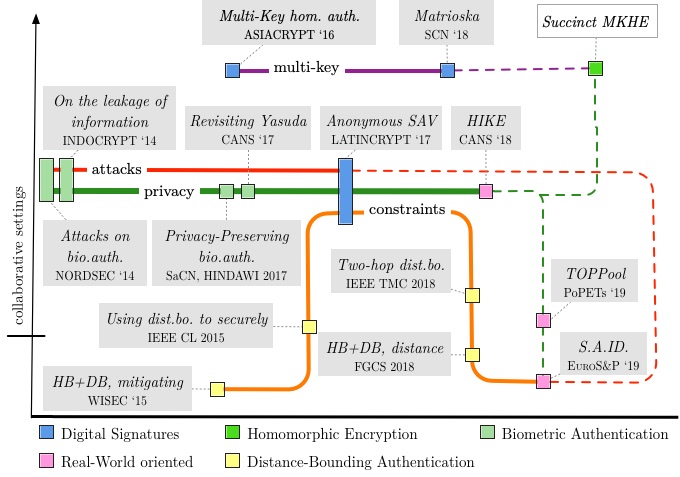 Multi-Key hom. auth.
ASIACRYPT ‘16
Matrioska
SCN ‘18
Succinct MKHE
multi-key
On the leakage of
information
INDOCRYPT ‘14
Revisiting Yasuda
CANS ‘17
Anonymous SAV
LATINCRYPT ‘17
HIKE
CANS ‘18
attacks
privacy
constraints
collaborative settings
Attacks on
bio.auth.
NORDSEC ‘14
Privacy-Preserving
bio.auth.
SaCN, HINDAWI 2017
Two-hop dist.bo.
IEEE TMC 2018
TOPPool
PoPETs ‘19
Using dist.bo. to securely
IEEE CL 2015
HB+DB, distance
FGCS 2018
S.A.ID.
EuroS&P ‘19
HB+DB, mitigating
WISEC ‘15
Digital Signatures
Homomorphic Encryption
Biometric Authentication
Real-World oriented
Distance-Bounding Authentication